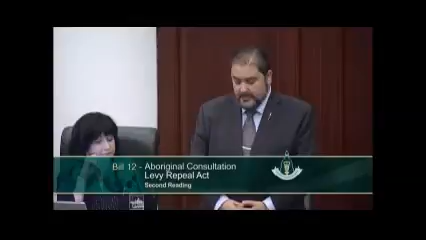 Bill 12 - Aboriginal Consultation
Levy Repeal Act
Second Reading